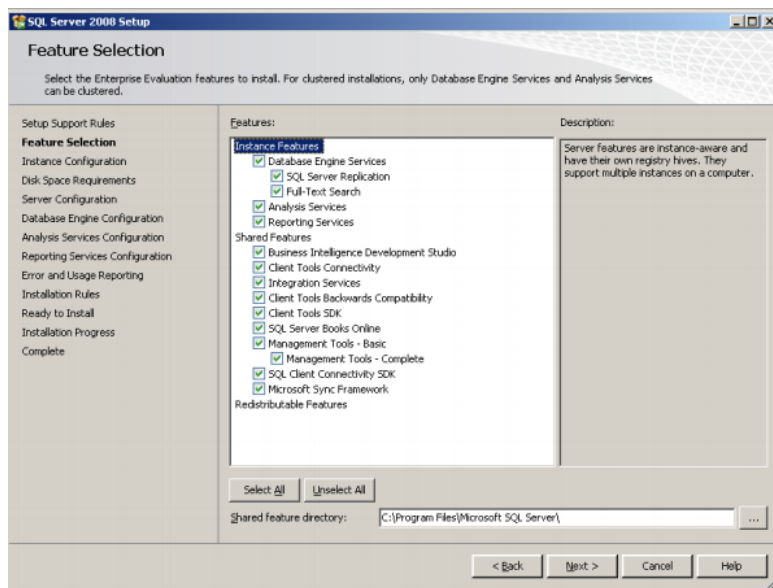 SQL Server 2008 Setup
Feature Selection
Select the Enterprise Evaluation features to install. For clustered installations, only Database Engine Services and Analysis Services
can be clustered.
Setup Support Rules
Feature Selection
Instance Configuration
Disk Space Requirements
Server Configuration
Database Engine Configuration
Analysis Services Configuration
Reporting Services Configuration
Error and Usage Reporting
Installation Rules
Ready to Install
Installation Progress
Complete
Features:
Instance Features
Database Engine Services
SQL Server Replication
Full-Text Search
Analysis Services
Reporting Services
Shared Features
Business Intelligence Development Studio
Client Tools Connectivity
Integration Services
Client Tools Backwards Compatibility
Client Tools SDK
SQL Server Books Online
Management Tools - Basic
Management Tools - Complete
SQL Client Connectivity SDK
Microsoft Sync Framework
Redistributable Features
Description:
Server features are instance-aware and
have their own registry hives. They
support multiple instances on a computer.
Select All Unselect All
Shared feature directory: C:\Program Files\Microsoft SQL Server\ ...
< Back Next > Cancel Help